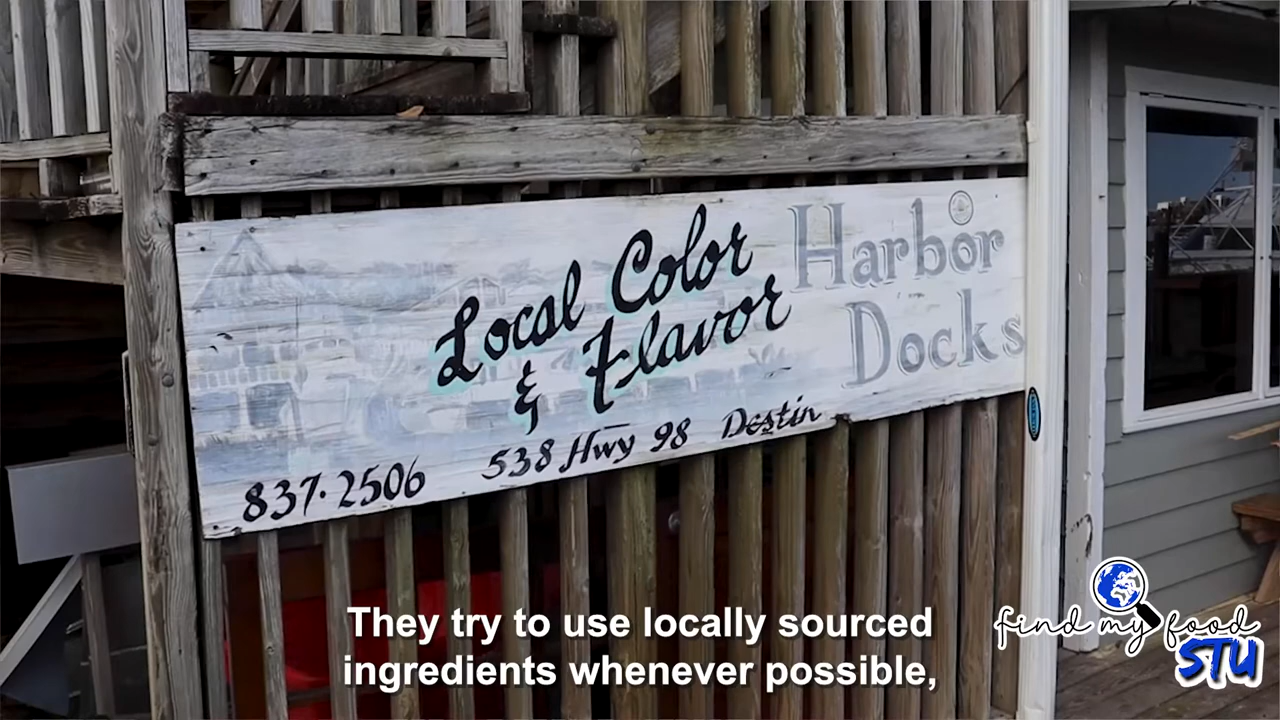 Local Color
& Flavor
Harbor
Docks
837-2506
538 Hwy 98 Destin
They try to use locally sourced
ingredients whenever possible,
find my food
STU